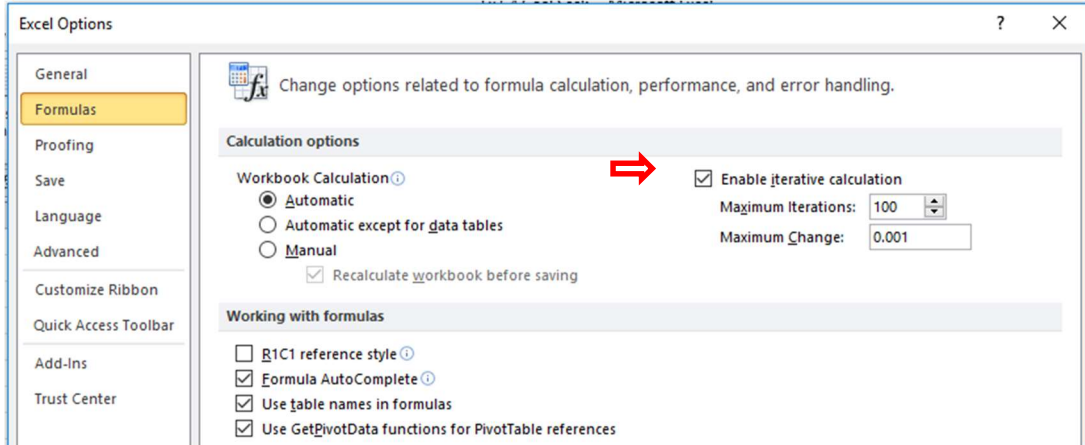 Excel Options
?
General
Formulas
Proofing
Save
Language
Advanced
Customize Ribbon
Quick Access Toolbar
Add-Ins
Trust Center
Change options related to formula calculation, performance, and error handling.
Calculation options
Workbook Calculation
Automatic
Automatic except for data tables
Manual
Recalculate workbook before saving
Enable iterative calculation
Maximum Iterations: 100
Maximum Change: 0.001
Working with formulas
R1C1 reference style
Formula AutoComplete
Use table names in formulas
Use GetPivotData functions for PivotTable references